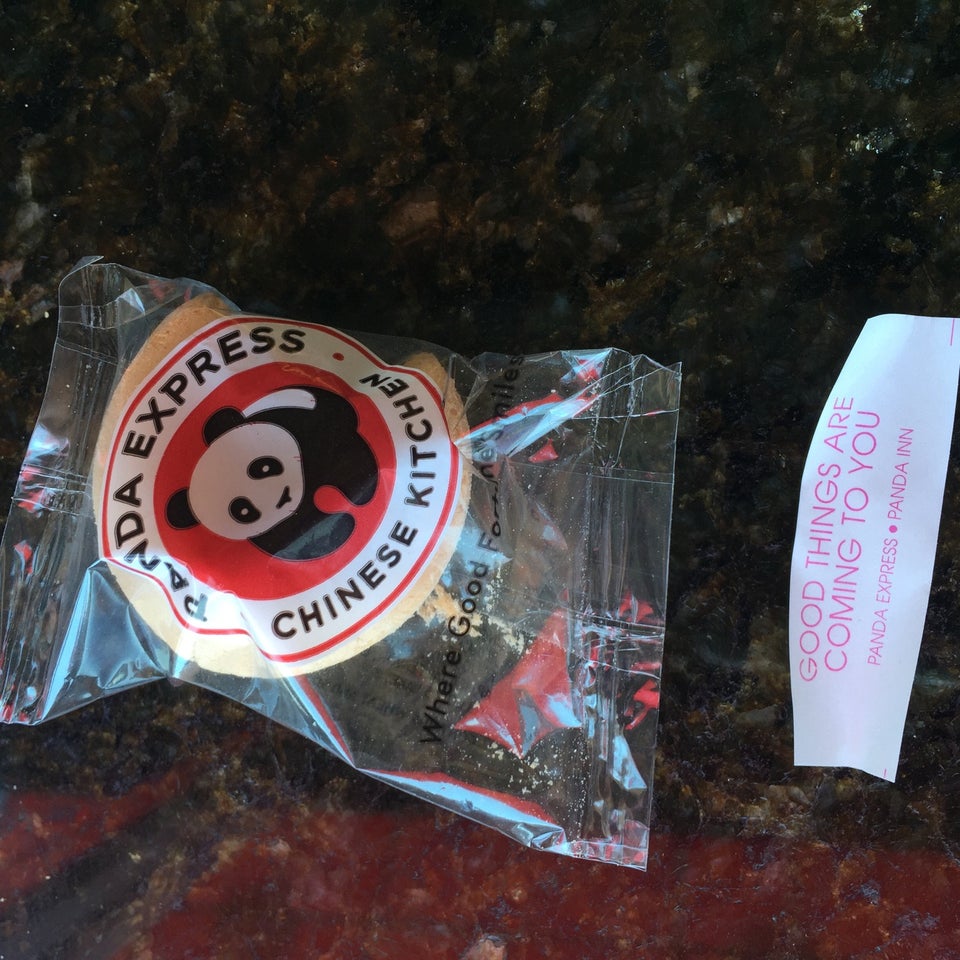 PANDA EXPRESS •
CHINESE KITCHEN
Where Good Fortune Smiles
GOOD THINGS ARE
COMING TO YOU
PANDA EXPRESS • PANDA INN